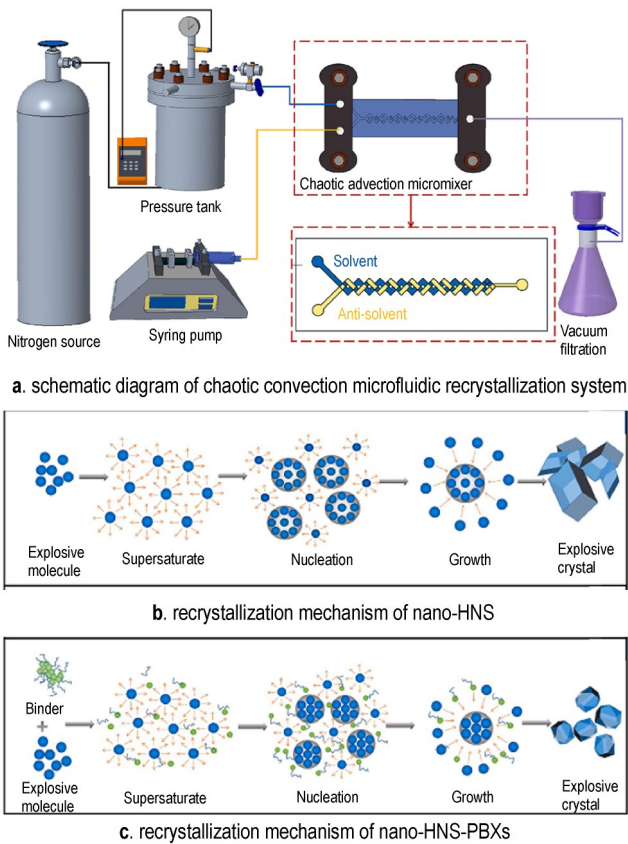 Pressure tank
Chaotic advection micromixer
Solvent
Anti-solvent
Nitrogen source
Syring pump
Vacuum
filtration
a. schematic diagram of chaotic convection microfluidic recrystallization system
Explosive
molecule
Supersaturate
Nucleation
Growth
Explosive
crystal
b. recrystallization mechanism of nano-HNS
Binder
+
Explosive
molecule
Supersaturate
Nucleation
Growth
Explosive
crystal
c. recrystallization mechanism of nano-HNS-PBXs